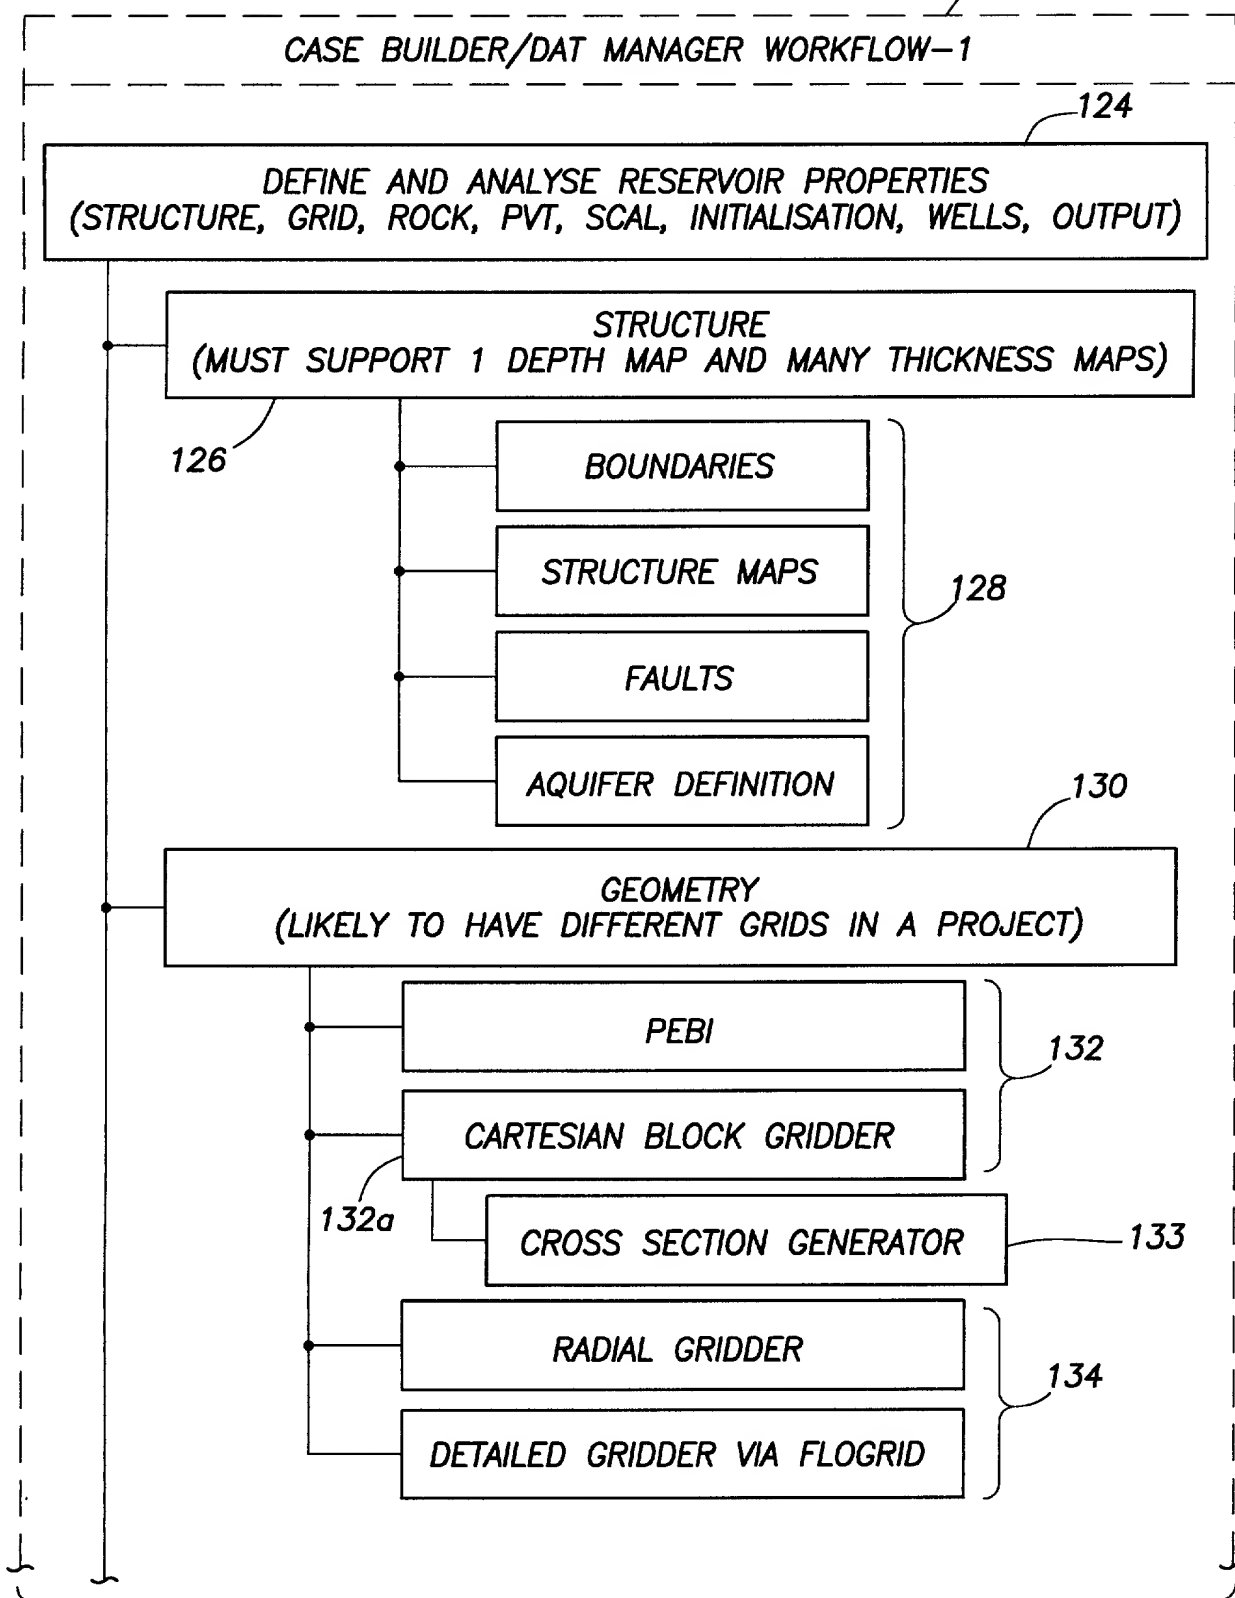 CASE BUILDER/DAT MANAGER WORKFLOW-1
124
DEFINE AND ANALYSE RESERVOIR PROPERTIES
(STRUCTURE, GRID, ROCK, PVT, SCAL, INITIALISATION, WELLS, OUTPUT)
STRUCTURE
(MUST SUPPORT 1 DEPTH MAP AND MANY THICKNESS MAPS)
126
BOUNDARIES
STRUCTURE MAPS
128
FAULTS
AQUIFER DEFINITION
130
GEOMETRY
(LIKELY TO HAVE DIFFERENT GRIDS IN A PROJECT)
PEBI
132
CARTESIAN BLOCK GRIDDER
132a
CROSS SECTION GENERATOR
133
RADIAL GRIDDER
134
DETAILED GRIDDER VIA FLOGRID